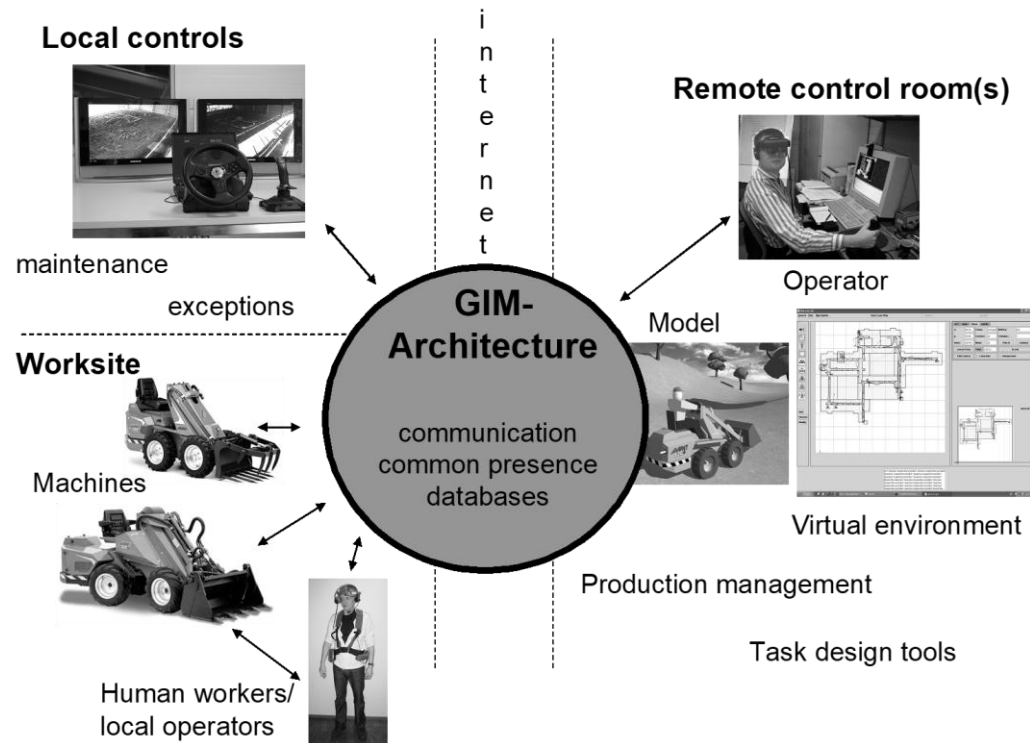 Local controls
internet
Remote control room(s)
maintenance
exceptions
Operator
GIM-
Architecture
communication
common presence
databases
Model
Worksite
Machines
Virtual environment
Production management
Task design tools
Human workers/
local operators